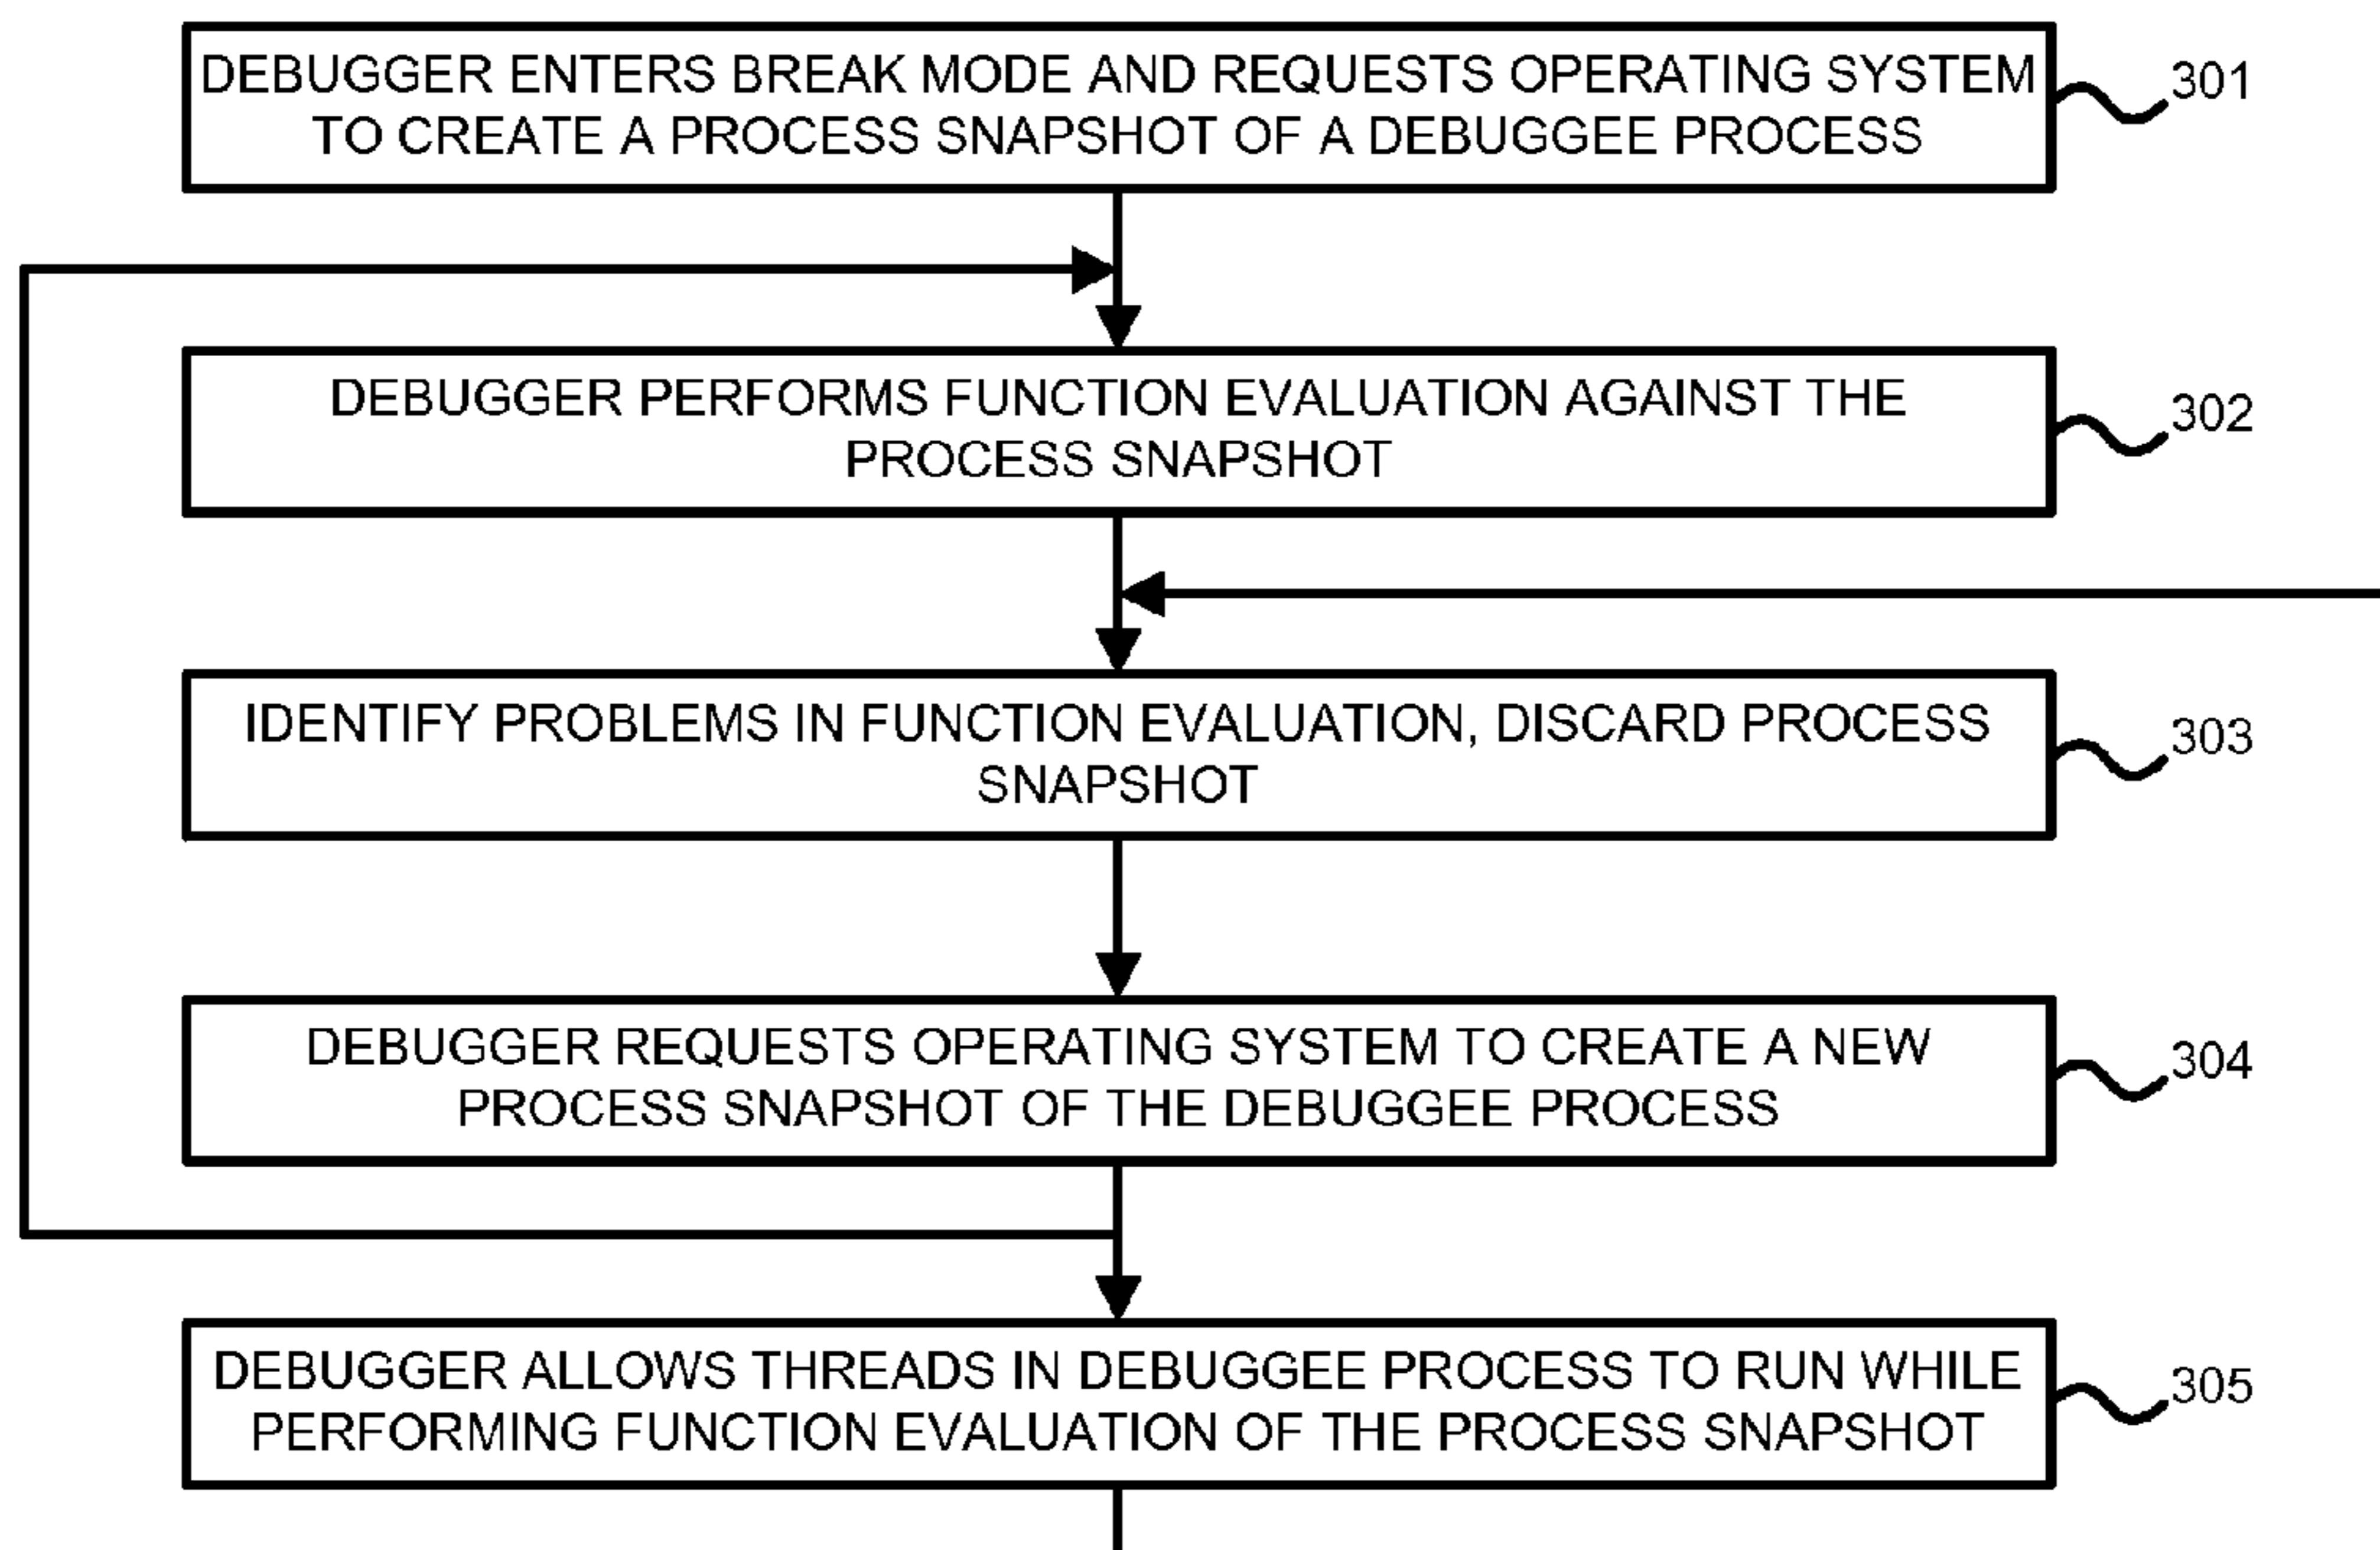 DEBUGGER ENTERS BREAK MODE AND REQUESTS OPERATING SYSTEM
TO CREATE A PROCESS SNAPSHOT OF A DEBUGGEE PROCESS
301
DEBUGGER PERFORMS FUNCTION EVALUATION AGAINST THE
PROCESS SNAPSHOT
302
IDENTIFY PROBLEMS IN FUNCTION EVALUATION, DISCARD PROCESS
SNAPSHOT
303
DEBUGGER REQUESTS OPERATING SYSTEM TO CREATE A NEW
PROCESS SNAPSHOT OF THE DEBUGGEE PROCESS
304
DEBUGGER ALLOWS THREADS IN DEBUGGEE PROCESS TO RUN WHILE
PERFORMING FUNCTION EVALUATION OF THE PROCESS SNAPSHOT
305